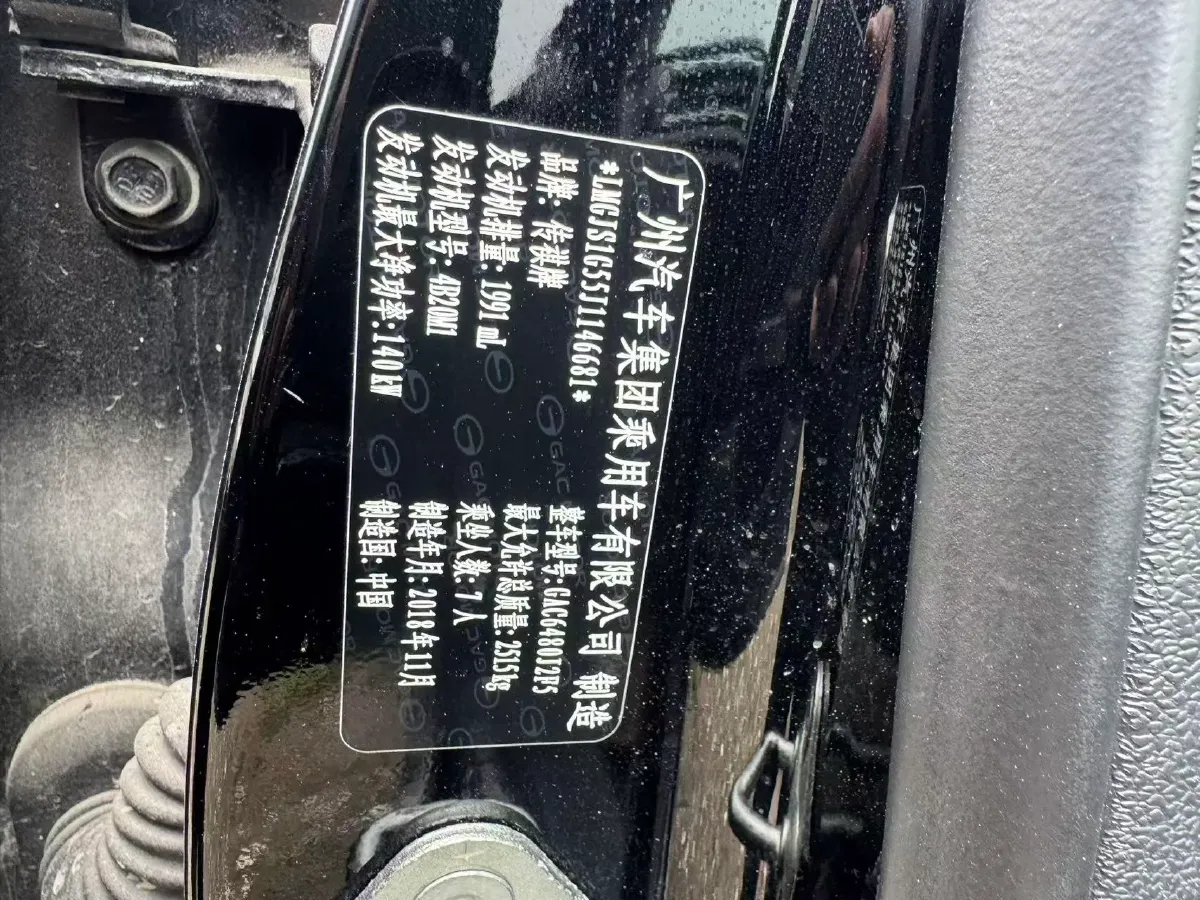 广州汽车集团乘用车有限公司 制造
*LMGJS1G55J1146681*
品牌: 传祺牌 整车型号: GAC6480J2P5
发动机排量: 1991 mL 最大允许总质量: 2515kg
发动机型号: 4B20M1 乘坐人数: 7人
发动机最大净功率: 140kW 制造年月: 2018年11月
制造国: 中国